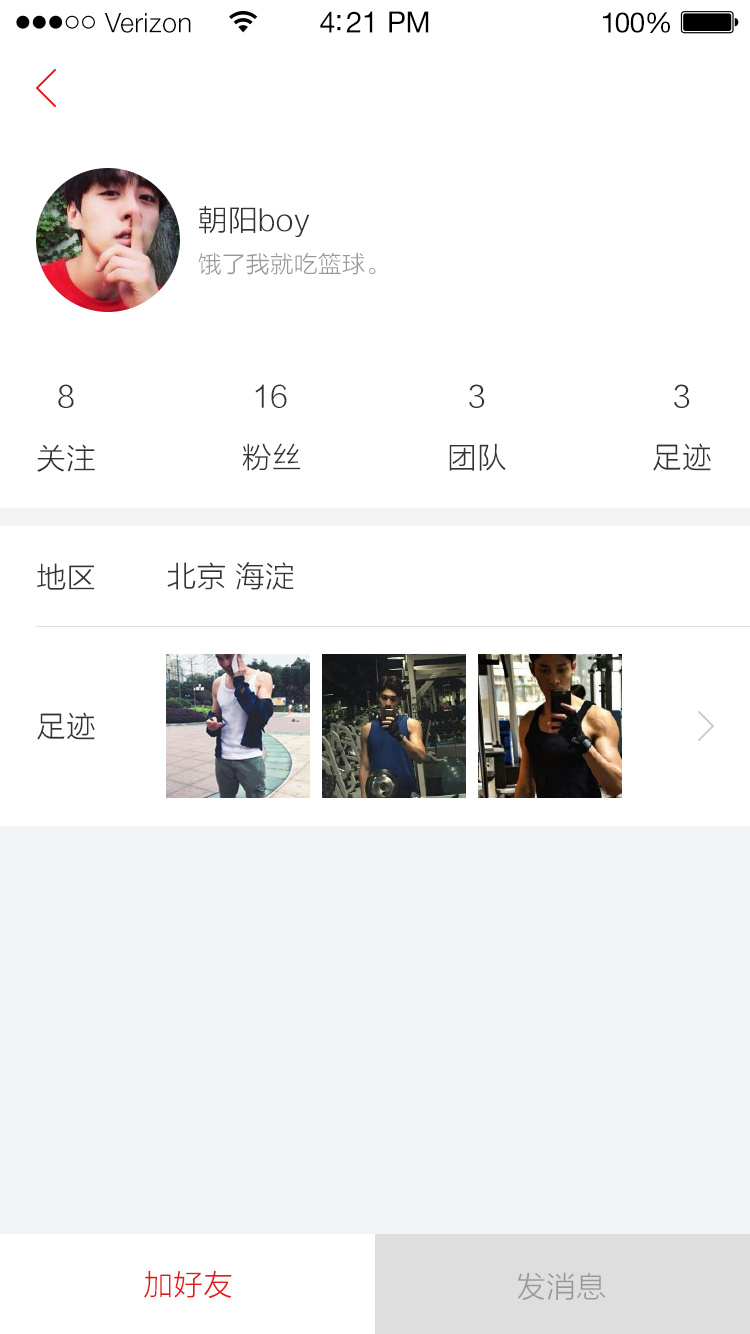 Verizon 4:21 PM 100%
朝阳boy
饿了我就吃篮球。
8 16 3 3
关注 粉丝 团队 足迹
地区 北京 海淀
足迹
加好友 发消息